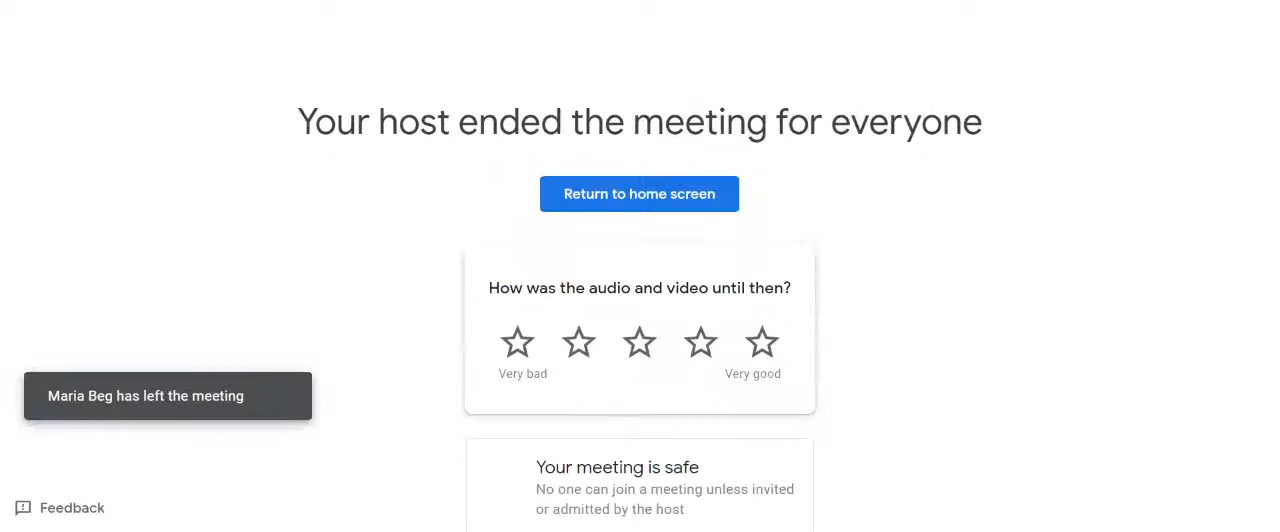 Your host ended the meeting for everyone
Return to home screen
How was the audio and video until then?
Very bad
Very good
Maria Beg has left the meeting
Your meeting is safe
No one can join a meeting unless invited
or admitted by the host
Feedback